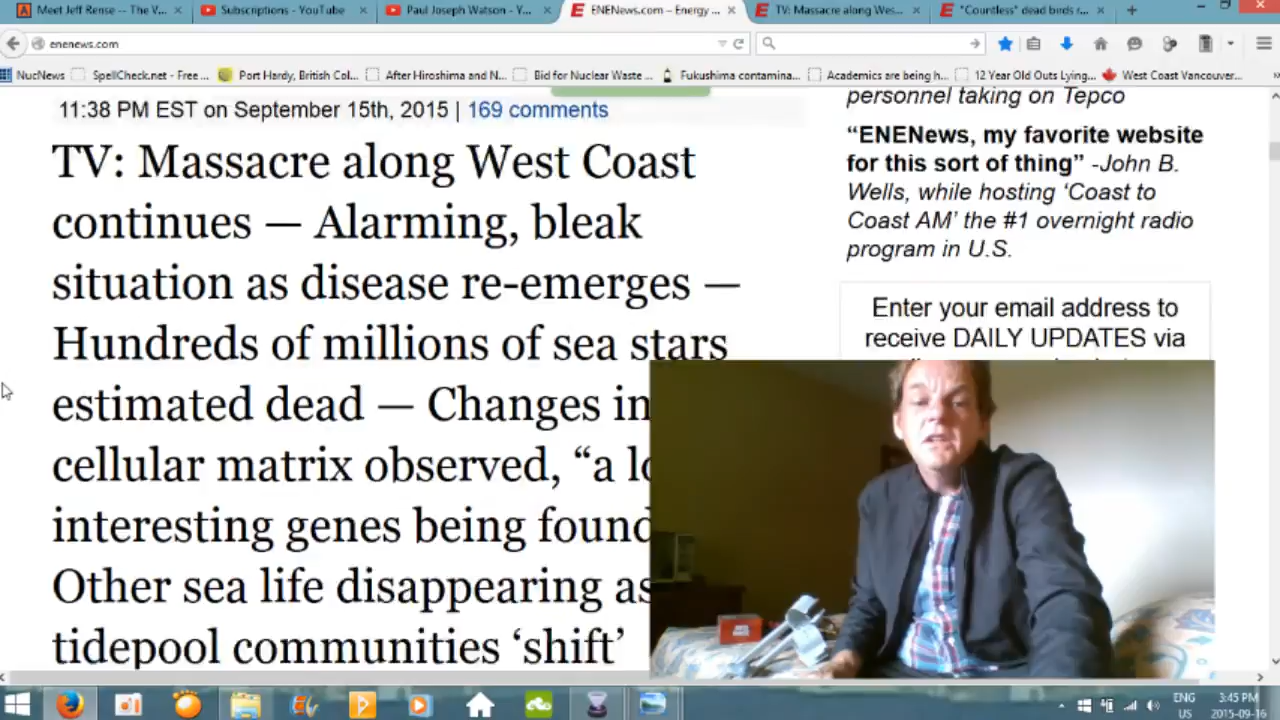 Meet Jeff Rense -- The V...
Subscriptions - YouTube
Paul Joseph Watson - Y...
ENENews.com – Energy ...
TV: Massacre along Wes...
"Countless" dead birds r...
enenews.com
NucNews
SpellCheck.net - Free ...
Port Hardy, British Col...
After Hiroshima and N...
Bid for Nuclear Waste ...
Fukushima contamina...
Academics are being h...
12 Year Old Outs Lying...
West Coast Vancouver...
11:38 PM EST on September 15th, 2015 | 169 comments
TV: Massacre along West Coast
continues — Alarming, bleak
situation as disease re-emerges —
Hundreds of millions of sea stars
estimated dead — Changes in
cellular matrix observed, “a lo
interesting genes being found
Other sea life disappearing as
tidepool communities ‘shift’
personnel taking on Tepco
“ENENews, my favorite website
for this sort of thing” -John B.
Wells, while hosting ‘Coast to
Coast AM’ the #1 overnight radio
program in U.S.
Enter your email address to
receive DAILY UPDATES via
ENG
US
3:45 PM
2015-09-16